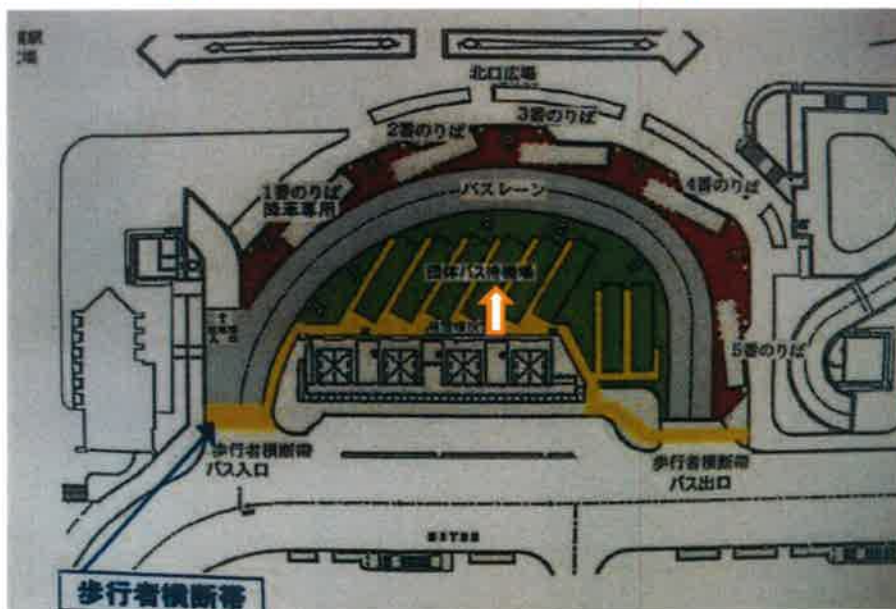 北口広場
2番のりば
3番のりば
1番のりば
降車専用
4番のりば
バスレーン
団体バス待機場
5番のりば
歩行者横断帯
バス入口
歩行者横断帯
バス出口
歩行者横断帯